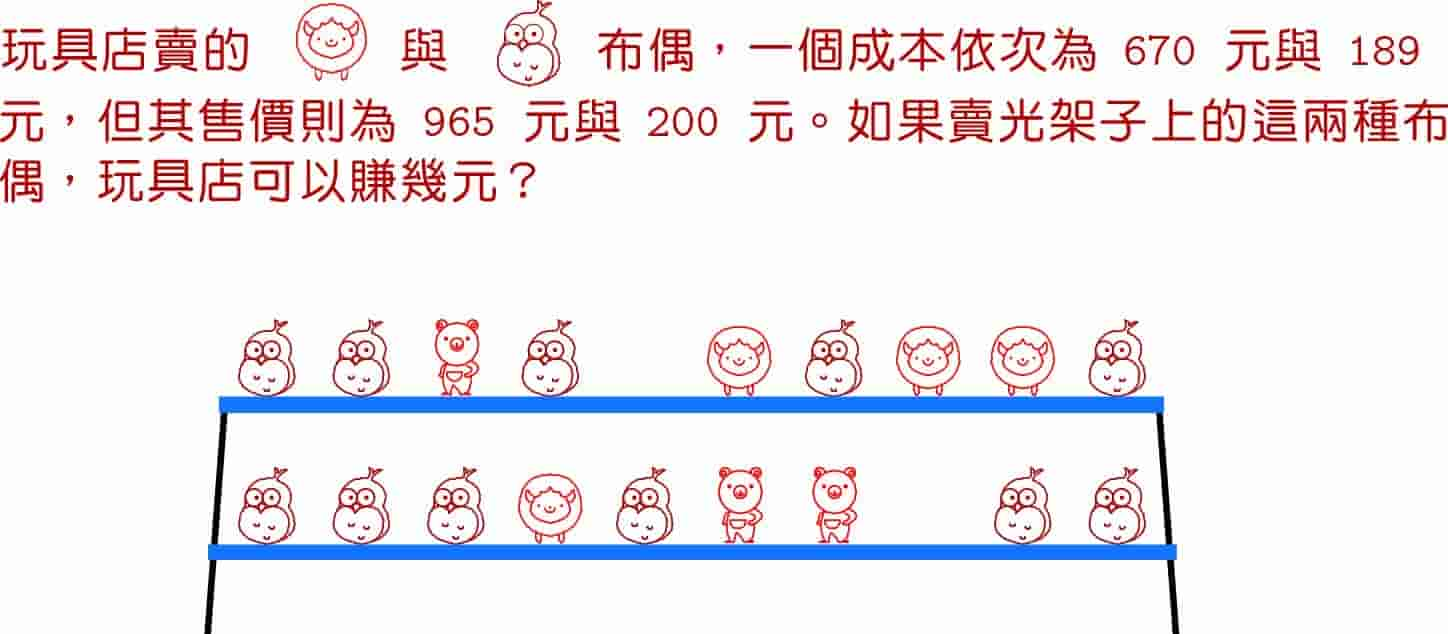 玩具店賣的 與 布偶，一個成本依次為 670 元與 189
元，但其售價則為 965 元與 200 元。如果賣光架子上的這兩種布
偶，玩具店可以賺幾元？